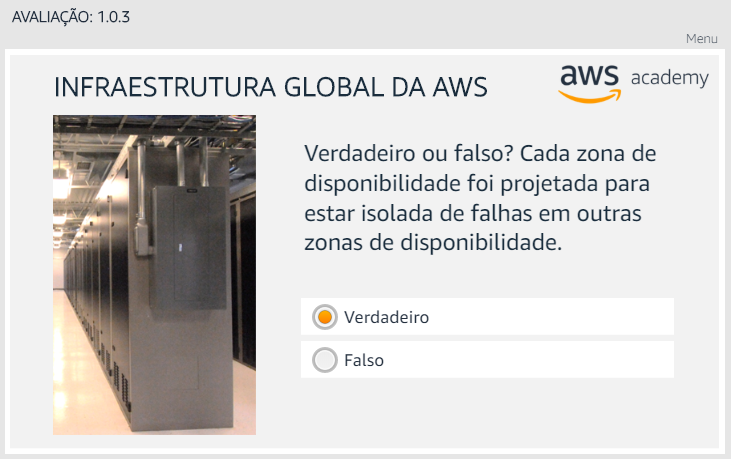 AVALIAÇÃO: 1.0.3
Menu
INFRAESTRUTURA GLOBAL DA AWS
aws academy
Verdadeiro ou falso? Cada zona de
disponibilidade foi projetada para
estar isolada de falhas em outras
zonas de disponibilidade.
Verdadeiro
Falso